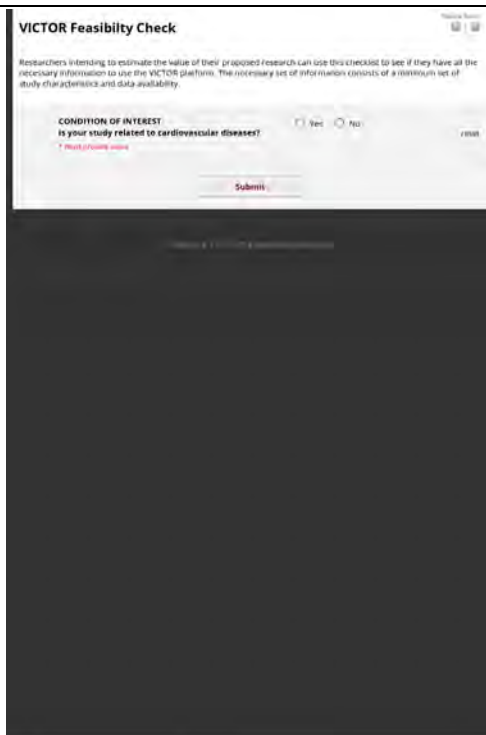 VICTOR Feasibilty Check
Researchers intending to estimate the value of their proposed research can use this checklist to see if they have all the
necessary information to use the VICTOR platform. The necessary set of information consists of a minimum set of
study characteristics and data availability.
CONDITION OF INTEREST
Is your study related to cardiovascular diseases?
Yes No
reset
* must provide value
Submit